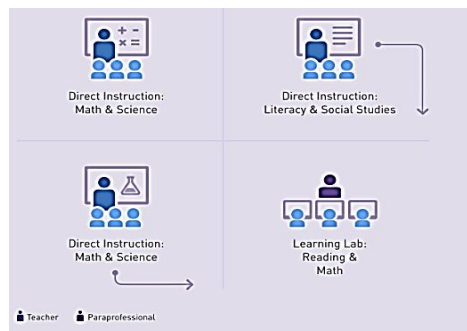 Direct Instruction:
Math & Science
Direct Instruction:
Literacy & Social Studies
Direct Instruction:
Math & Science
Learning Lab:
Reading &
Math
Teacher
Paraprofessional